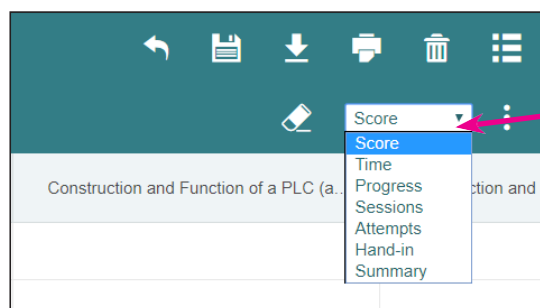 Score
Score
Time
Progress
Sessions
Attempts
Hand-in
Summary
Construction and Function of a PLC (a...
ction and